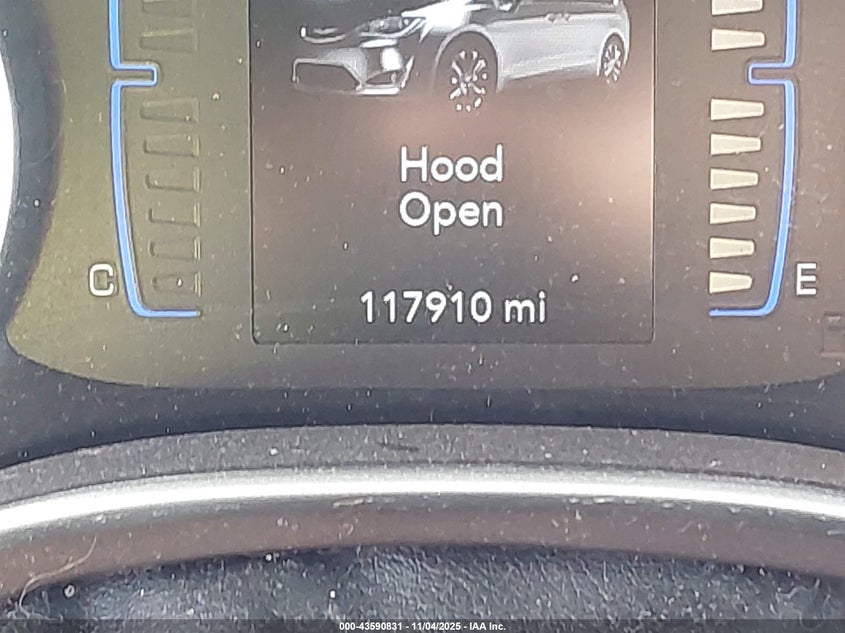 Hood
Open
C
E
117910 mi
000-43590831 - 11/04/2025 - IAA Inc.